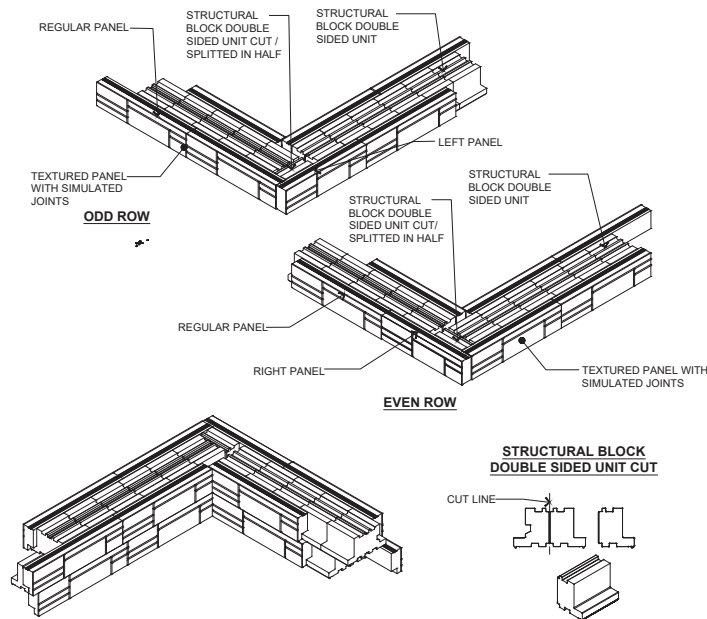 REGULAR PANEL
STRUCTURAL
BLOCK DOUBLE
SIDED UNIT CUT /
SPLITTED IN HALF
STRUCTURAL
BLOCK DOUBLE
SIDED UNIT
LEFT PANEL
TEXTURED PANEL
WITH SIMULATED
JOINTS
ODD ROW
STRUCTURAL
BLOCK DOUBLE
SIDED UNIT CUT/
SPLITTED IN HALF
STRUCTURAL
BLOCK DOUBLE
SIDED UNIT
REGULAR PANEL
RIGHT PANEL
TEXTURED PANEL WITH
SIMULATED JOINTS
EVEN ROW
STRUCTURAL BLOCK
DOUBLE SIDED UNIT CUT
CUT LINE